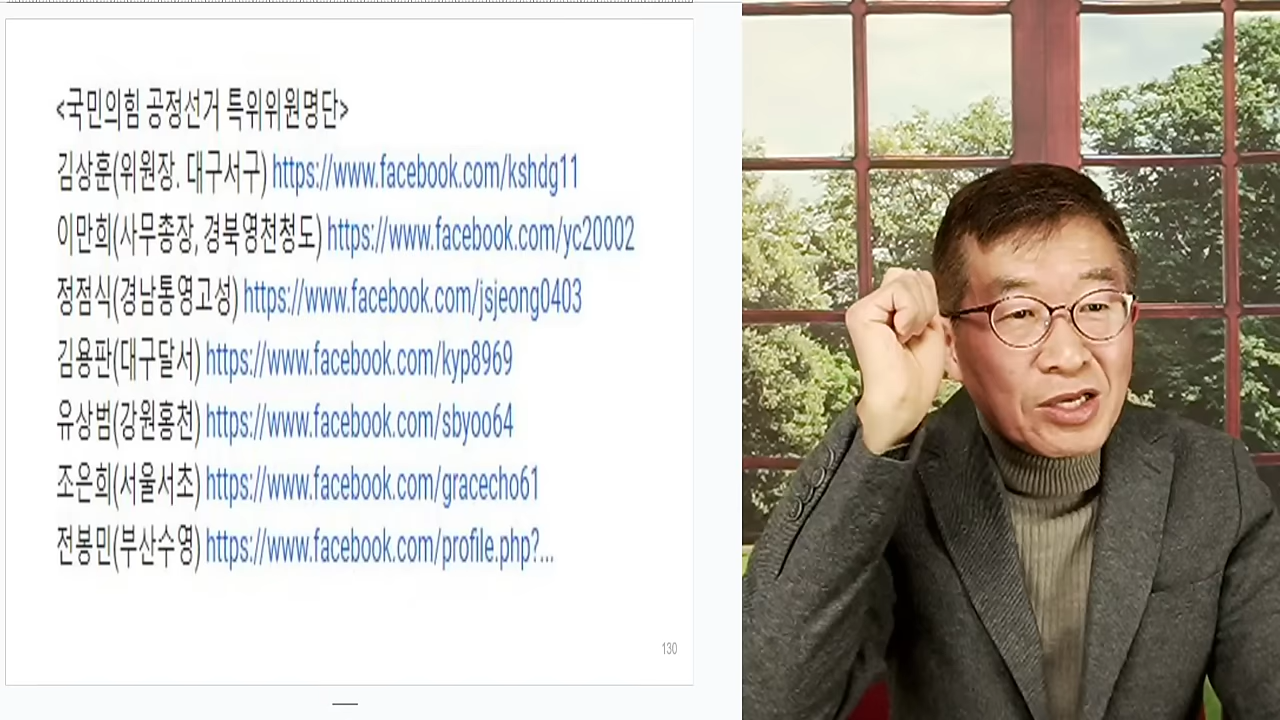 <국민의힘 공정선거 특위위원명단>
김상훈(위원장. 대구서구) https://www.facebook.com/kshdg11
이만희(사무총장, 경북영천청도) https://www.facebook.com/yc20002
정점식(경남통영고성) https://www.facebook.com/jsjeong0403
김용판(대구달서) https://www.facebook.com/kyp8969
유상범(강원홍천) https://www.facebook.com/sbyoo64
조은희(서울서초) https://www.facebook.com/gracecho61
전봉민(부산수영) https://www.facebook.com/profile.php?...
130